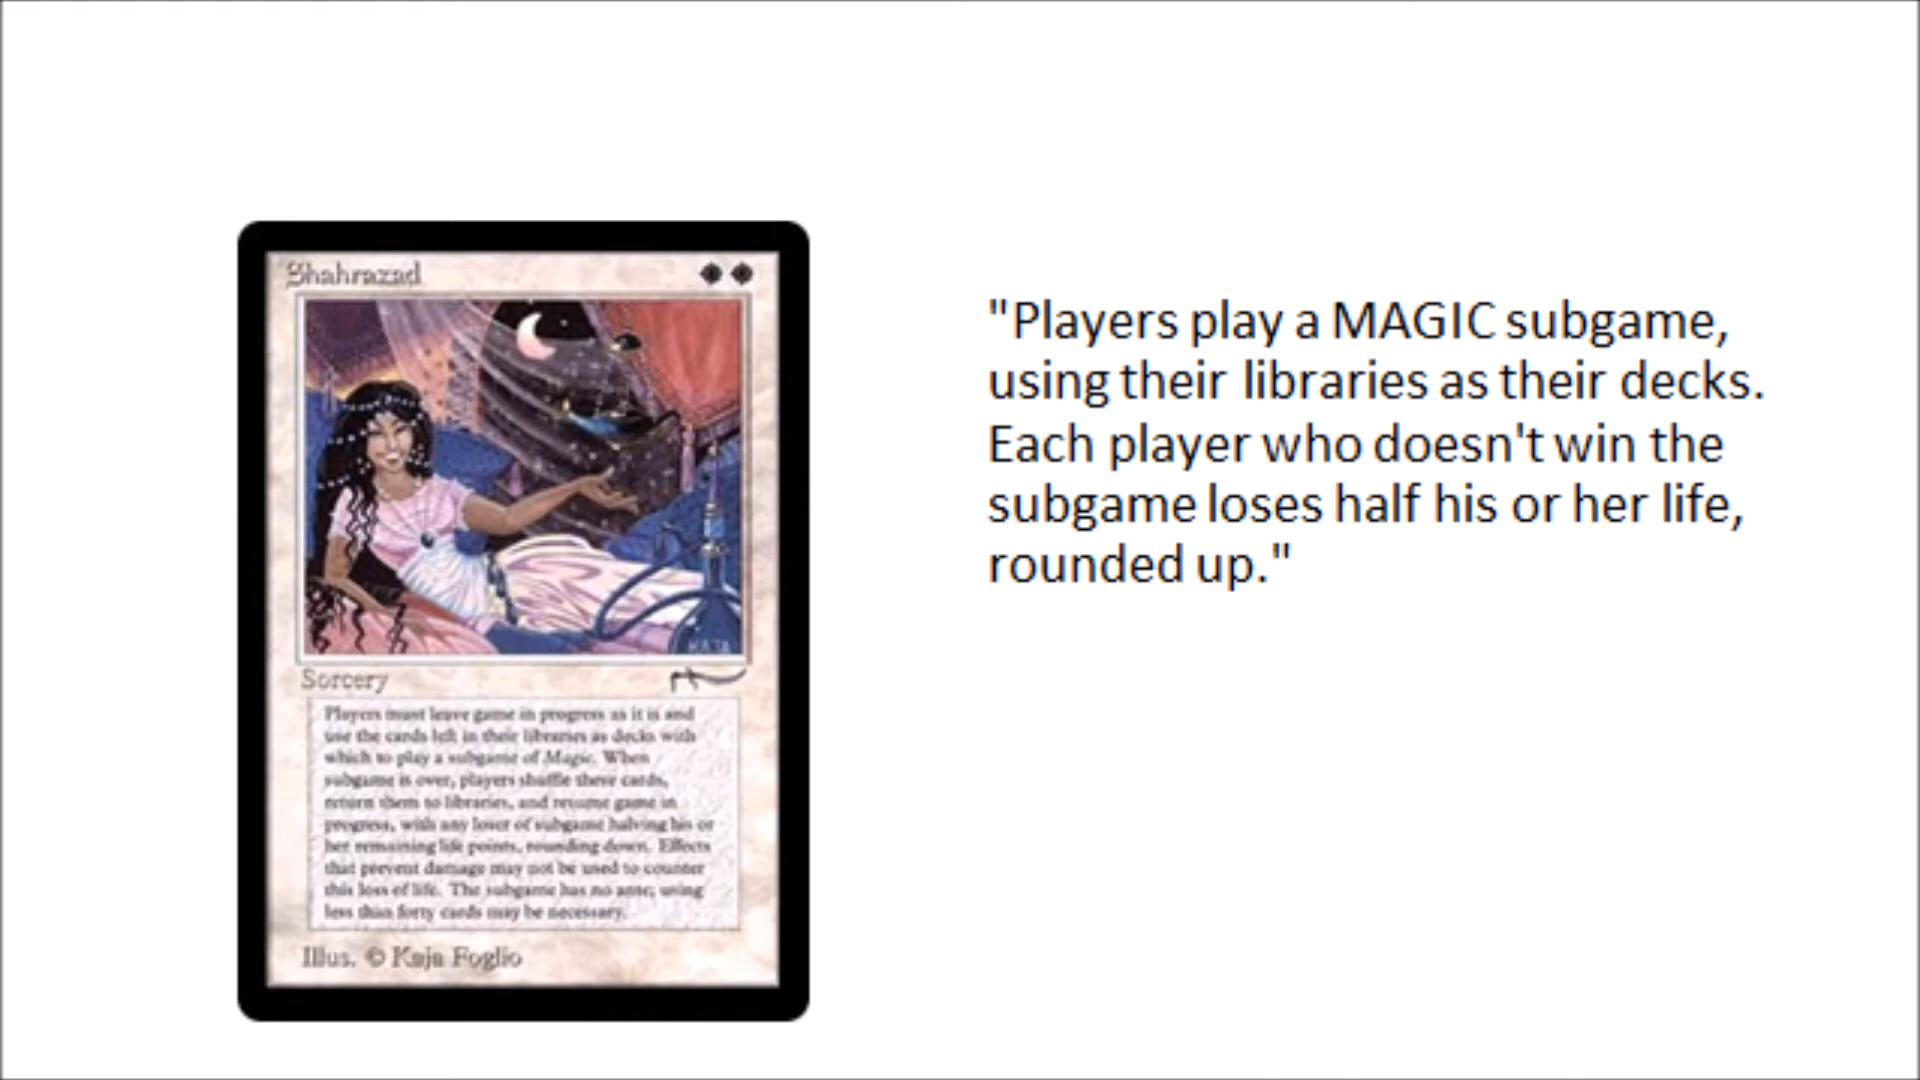 Shahrazad
KAJA
Sorcery
Players must leave game in progress as it is and
use the cards left in their libraries as decks with
which to play a subgame of Magic. When
subgame is over, players shuffle these cards,
return them to libraries, and resume game in
progress, with any loser of subgame halving his or
her remaining life points, rounding down. Effects
that prevent damage may not be used to counter
this loss of life. The subgame has no ante; using
less than forty cards may be necessary.
Illus. © Kaja Foglio
"Players play a MAGIC subgame,
using their libraries as their decks.
Each player who doesn't win the
subgame loses half his or her life,
rounded up."